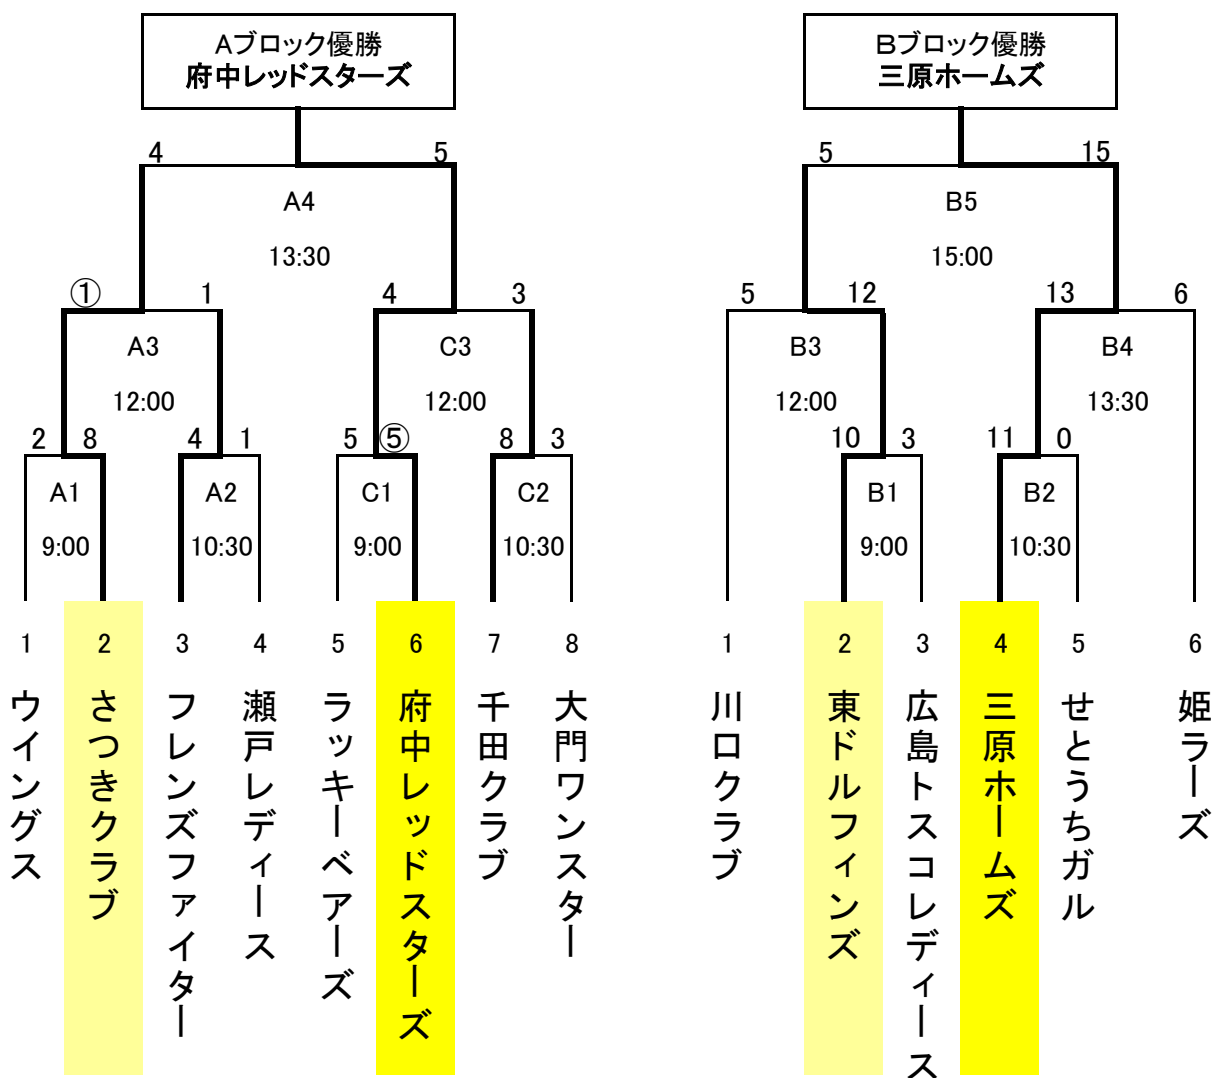 Aブロック優勝
府中レッドスターズ
Bブロック優勝
三原ホームズ
4
5
5
15
A4
B5
13:30
15:00
①
1
4
3
5
12
13
6
A3
C3
B3
B4
12:00
12:00
12:00
13:30
2
8
4
1
5
⑤
8
3
10
3
11
0
A1
A2
C1
C2
B1
B2
9:00
10:30
9:00
10:30
9:00
10:30
1
2
3
4
5
6
7
8
1
2
3
4
5
6
ウイングス
さつきクラブ
フレンズファイター
瀬戸レディース
ラッキーベアーズ
府中レッドスターズ
千田クラブ
大門ワンスター
川口クラブ
東ドルフィンズ
広島トスコレディース
三原ホームズ
せとうちガル
姫ラーズ